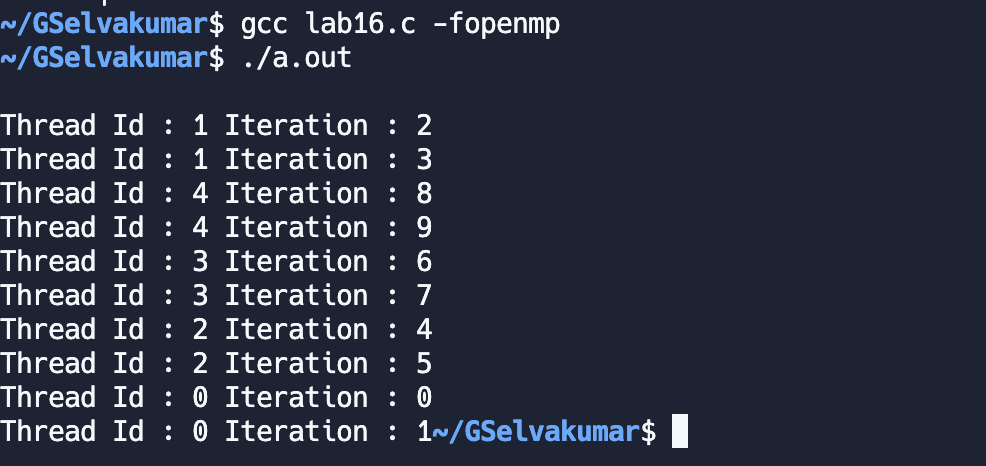 ~/GSelvakumar$ gcc lab16.c -fopenmp
~/GSelvakumar$ ./a.out
Thread Id : 1 Iteration : 2
Thread Id : 1 Iteration : 3
Thread Id : 4 Iteration : 8
Thread Id : 4 Iteration : 9
Thread Id : 3 Iteration : 6
Thread Id : 3 Iteration : 7
Thread Id : 2 Iteration : 4
Thread Id : 2 Iteration : 5
Thread Id : 0 Iteration : 0
Thread Id : 0 Iteration : 1~/GSelvakumar$